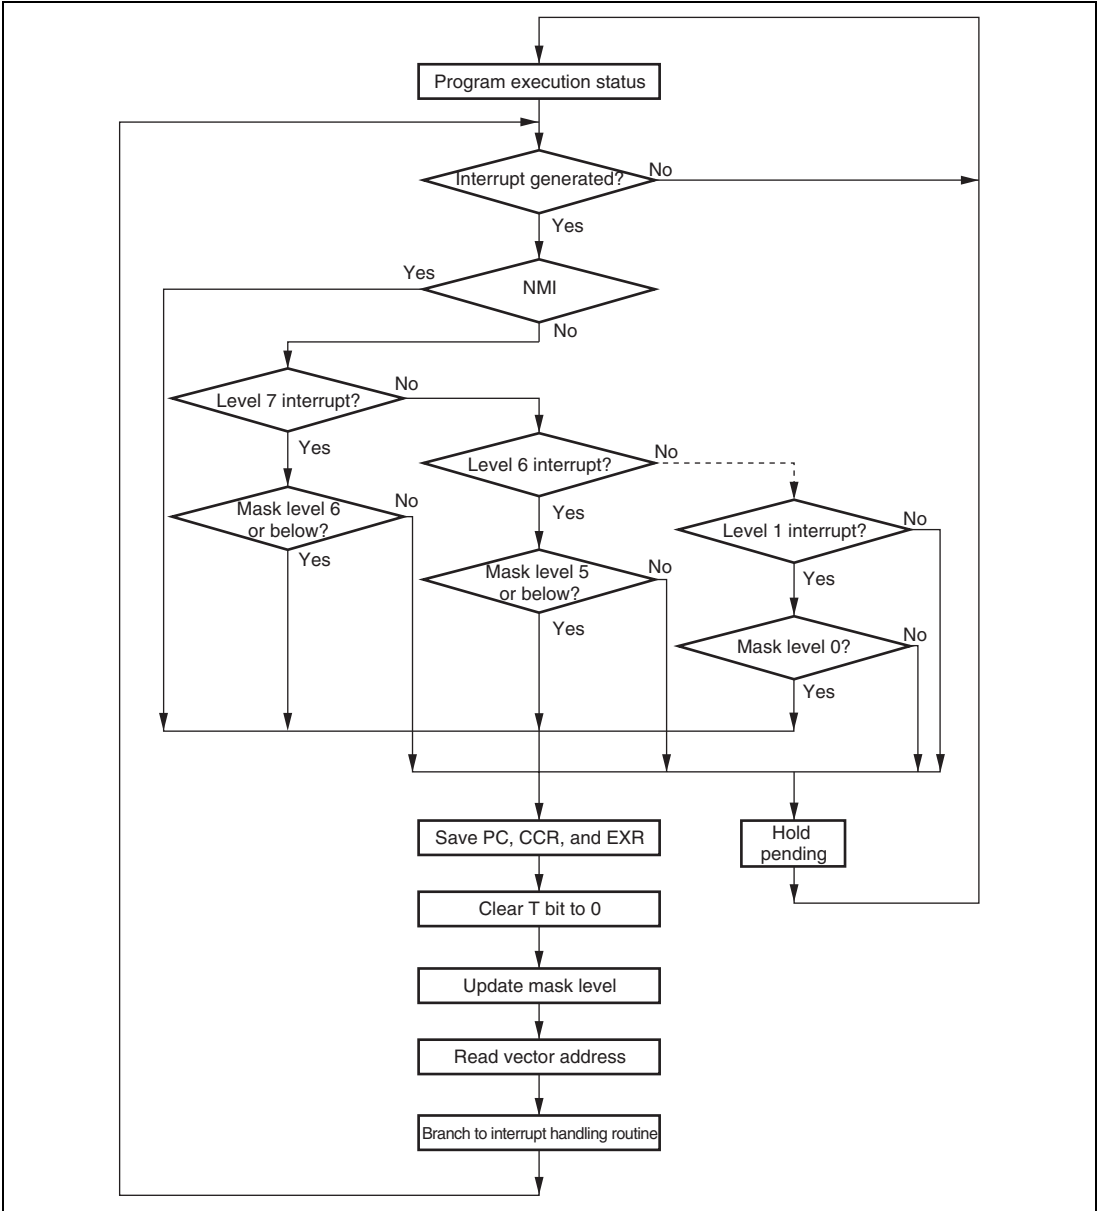 Program execution status
Interrupt generated?
No
Yes
Yes
NMI
No
Level 7 interrupt?
No
Yes
Level 6 interrupt?
No
Mask level 6
or below?
No
Yes
Yes
Level 1 interrupt?
No
Mask level 5
or below?
No
Yes
Yes
Mask level 0?
No
Yes
Save PC, CCR, and EXR
Hold
pending
Clear T bit to 0
Update mask level
Read vector address
Branch to interrupt handling routine